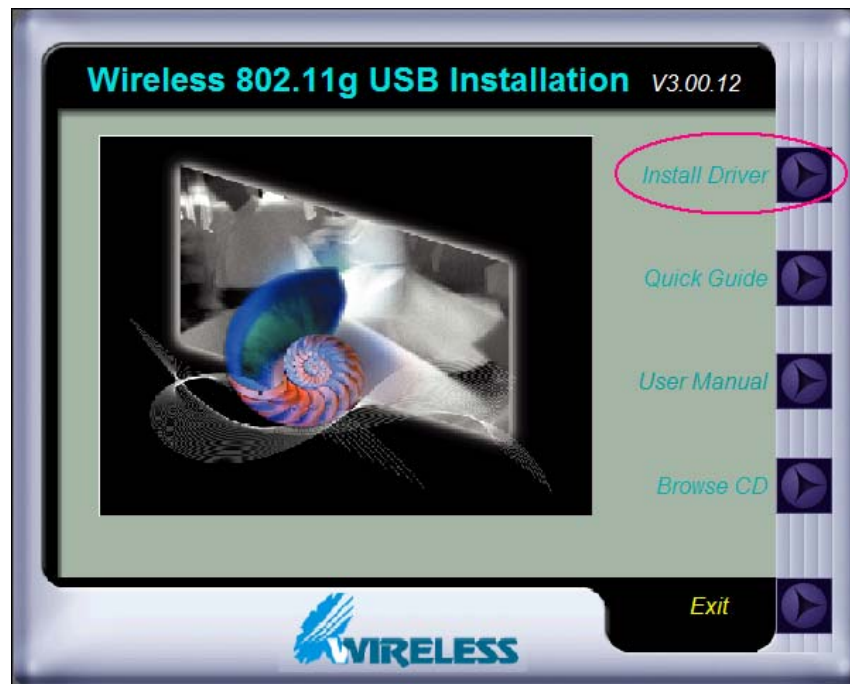 Wireless 802.11g USB Installation V3.00.12
Install Driver
Quick Guide
User Manual
Browse CD
Exit
WIRELESS